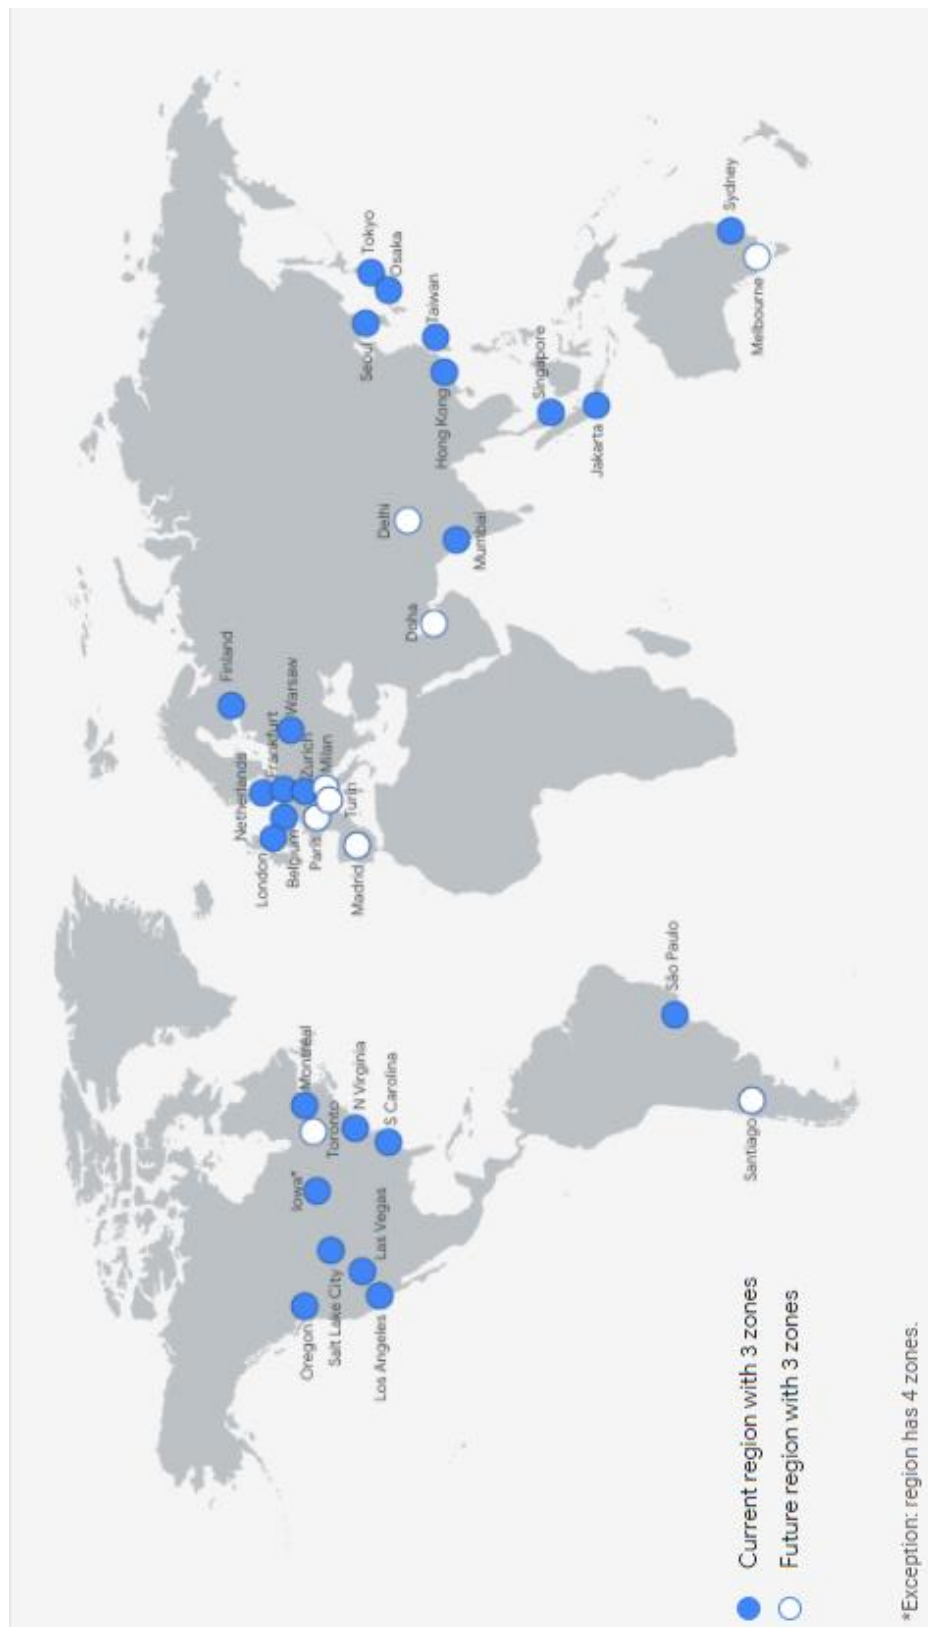 Finland
Netherlands
Frankfurt
Warsaw
London
Belgium
Zurich
Milan
Paris
Turin
Madrid
Oregon
Salt Lake City
Iowa*
Montréal
Toronto
N Virginia
S Carolina
Las Vegas
Los Angeles
Doha
Delhi
Mumbai
Seoul
Tokyo
Osaka
Taiwan
Hong Kong
Singapore
Jakarta
São Paulo
Santiago
Sydney
Melbourne
Current region with 3 zones
Future region with 3 zones
*Exception: region has 4 zones.